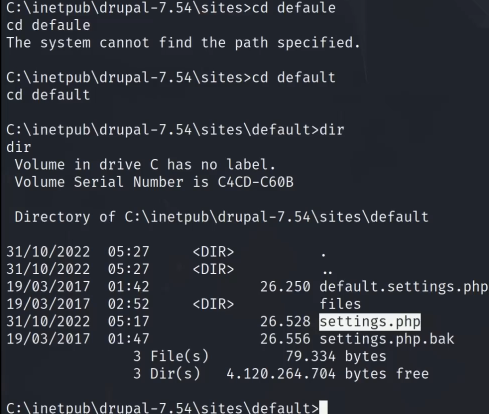 C:\inetpub\drupal-7.54\sites>cd defaule
cd defaule
The system cannot find the path specified.
C:\inetpub\drupal-7.54\sites>cd default
cd default
C:\inetpub\drupal-7.54\sites\default>dir
dir
 Volume in drive C has no label.
 Volume Serial Number is C4CD-C60B
 Directory of C:\inetpub\drupal-7.54\sites\default
31/10/2022  05:27    <DIR>          .
31/10/2022  05:27    <DIR>          ..
19/03/2017  01:42            26.250 default.settings.php
19/03/2017  02:52    <DIR>          files
31/10/2022  05:17            26.528 settings.php
19/03/2017  01:47            26.556 settings.php.bak
               3 File(s)         79.334 bytes
               3 Dir(s)   4.120.264.704 bytes free
C:\inetpub\drupal-7.54\sites\default>